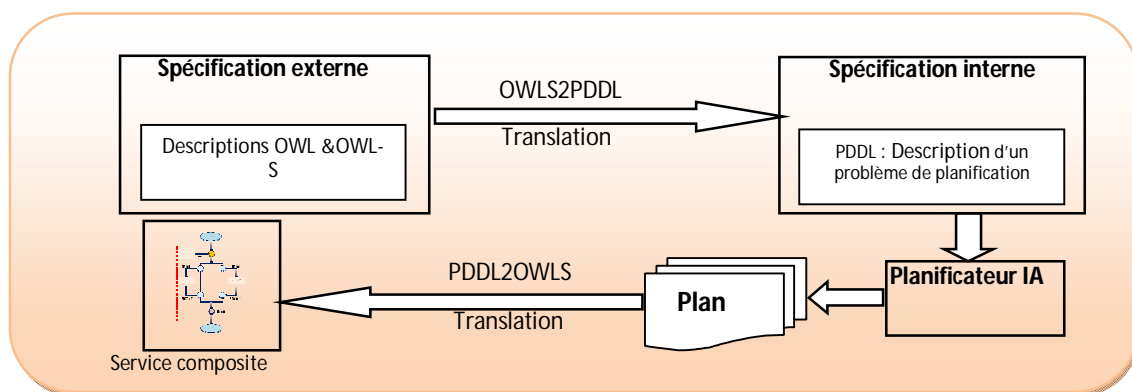 Spécification externe
OWLS2PDDL
Translation
Spécification interne
Descriptions OWL &OWL-
S
PDDL : Description d'un
problème de planification
Planificateur IA
Plan
PDDL2OWLS
Translation
Service composite